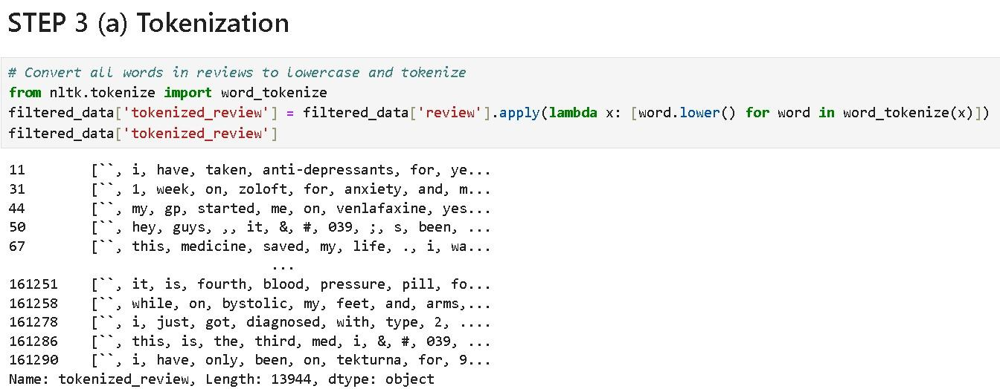 STEP 3 (a) Tokenization
# Convert all words in reviews to lowercase and tokenize
from nltk.tokenize import word_tokenize
filtered_data['tokenized_review'] = filtered_data['review'].apply(lambda x: [word.lower() for word in word_tokenize(x)])
filtered_data['tokenized_review']
11        [``, i, have, taken, anti-depressants, for, ye...
31        [``, 1, week, on, zoloft, for, anxiety, and, m...
44        [``, my, gp, started, me, on, venlafaxine, yes...
50        [``, hey, guys, ,, it, &, #, 039, ;, s, been, ...
67        [``, this, medicine, saved, my, life, ., i, wa...
...
161251    [``, it, is, fourth, blood, pressure, pill, fo...
161258    [``, while, on, bystolic, my, feet, and, arms,...
161278    [``, i, just, got, diagnosed, with, type, 2, ....
161286    [``, this, is, the, third, med, i, &, #, 039, ...
161290    [``, i, have, only, been, on, tekturna, for, 9...
Name: tokenized_review, Length: 13944, dtype: object